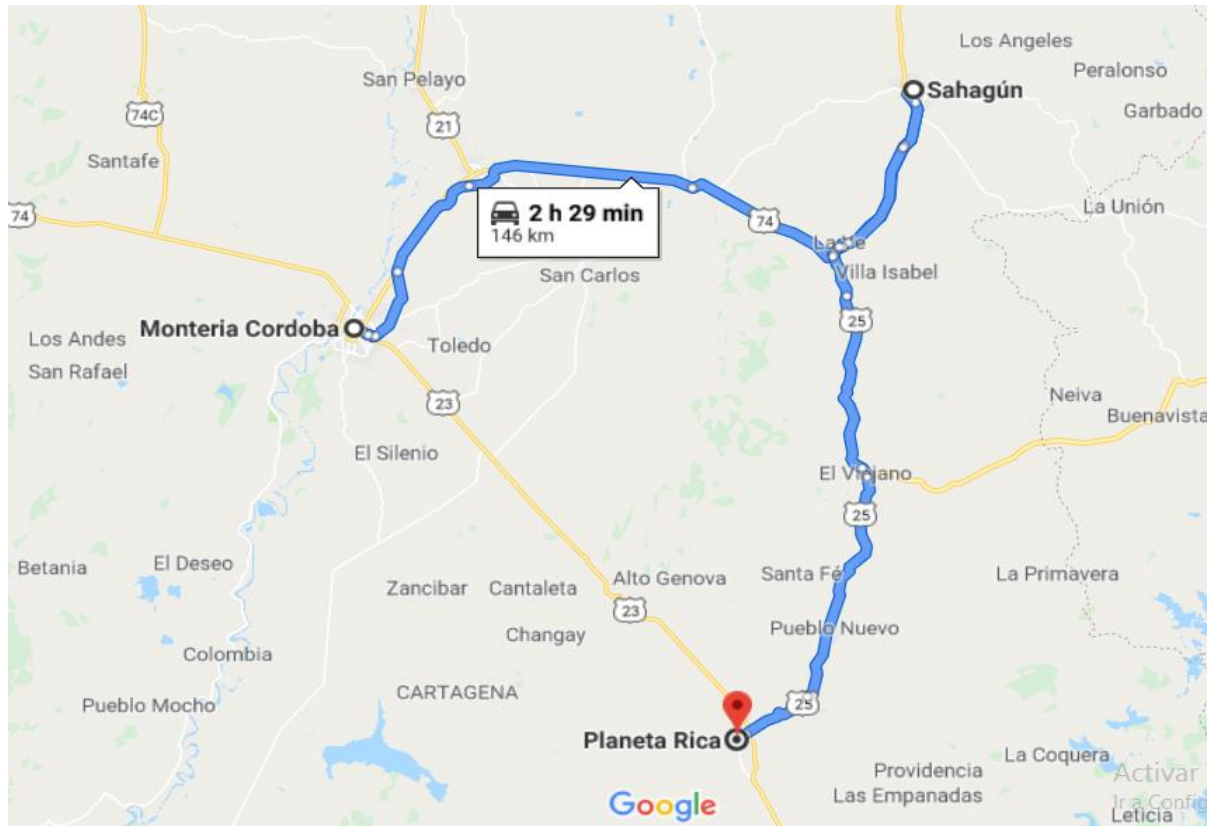 Los Angeles
Peralonso
San Pelayo
Sahagún
Garbado
74C
21
Santafe
2 h 29 min
146 km
La Unión
74
74
San Carlos
Villa Isabel
Monteria Cordoba
25
Los Andes
Toledo
San Rafael
Neiva
23
Buenavista
El Silenio
El Viajano
25
El Deseo
Betania
Zancibar
Cantaleta
Alto Genova
Santa Fé
La Primavera
23
Changay
Pueblo Nuevo
Colombia
CARTAGENA
Pueblo Mocho
25
Planeta Rica
La Coquera
Providencia
Activar
Las Empanadas
Google
Ir a Config
Leticia